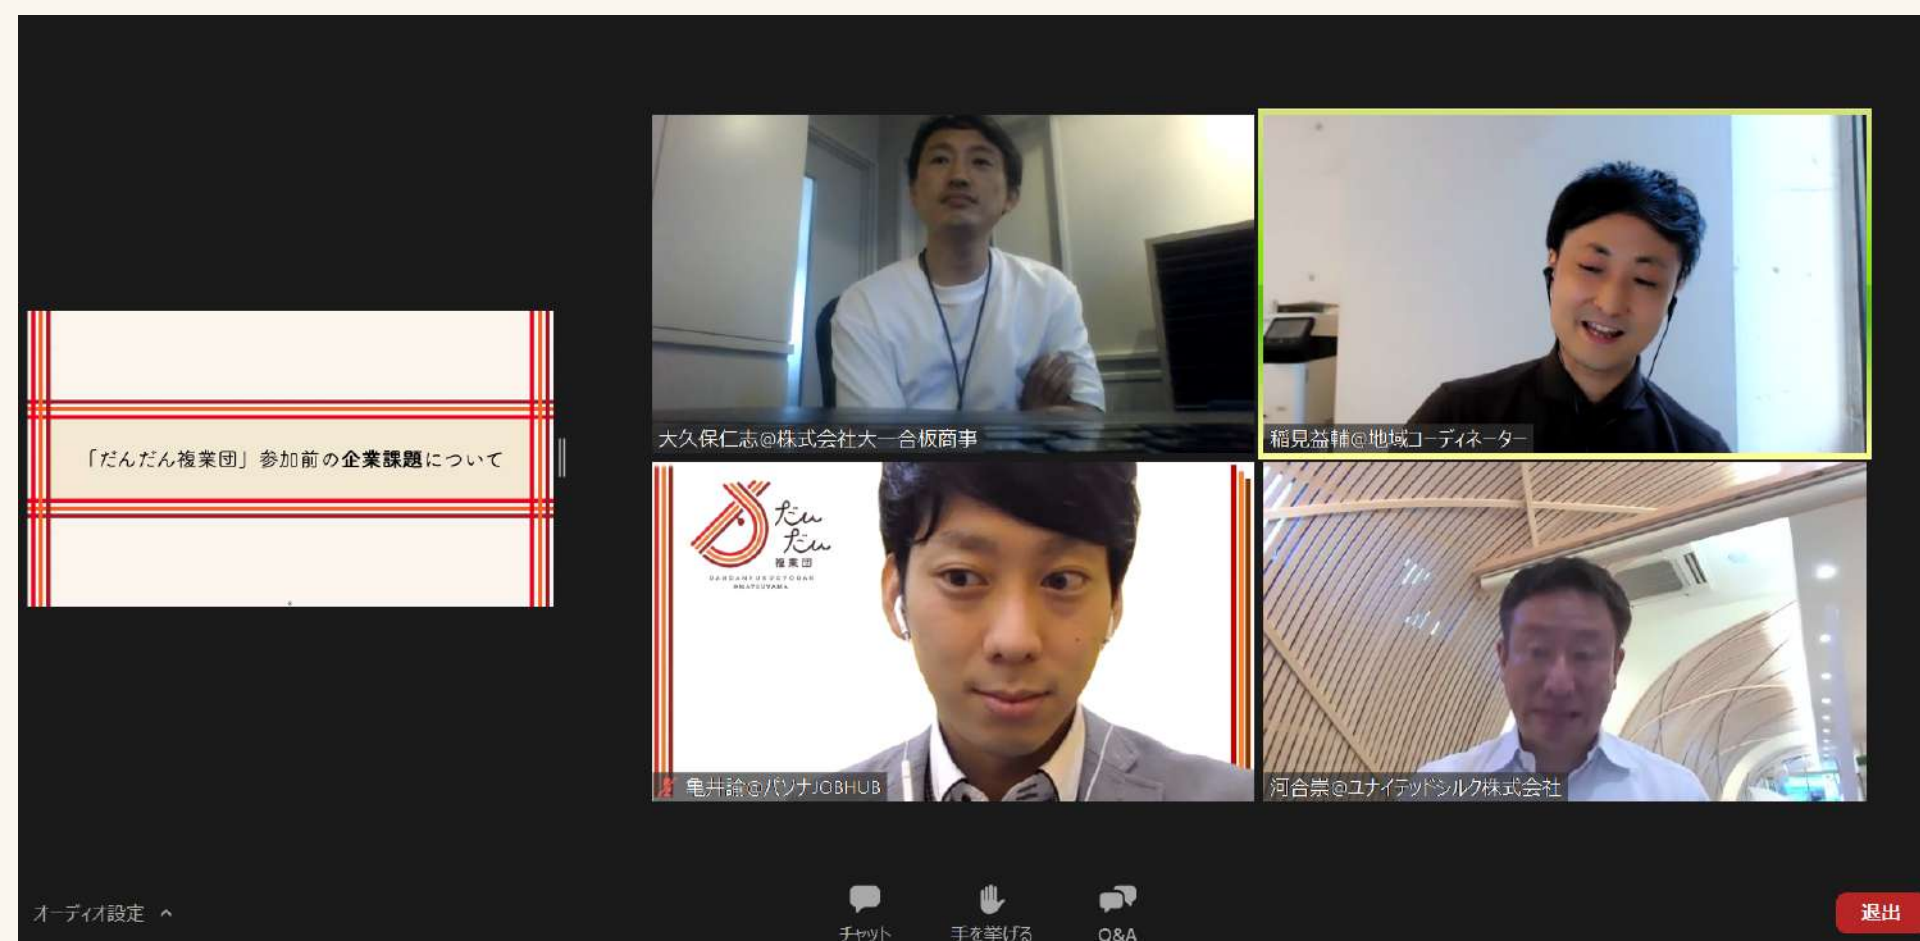 「だんだん複業団」参加前の企業課題について
大久保仁志@株式会社大一合板商事
稲見益輔@地域コーディネーター
だん
だん
複業団
DANDANFUKUGYODAN
@MATSUYAMA
亀井諭@パソナJOBHUB
河合崇@ユナイテッドシルク株式会社
オーディオ設定
チャット
手を挙げる
Q&A
退出